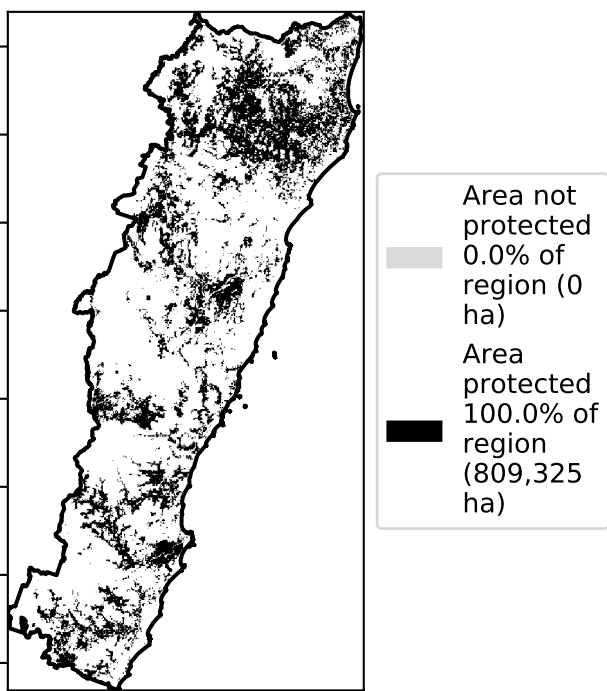 Area not
protected
0.0% of
region (0
ha)
Area
protected
100.0% of
region
(809,325
ha)